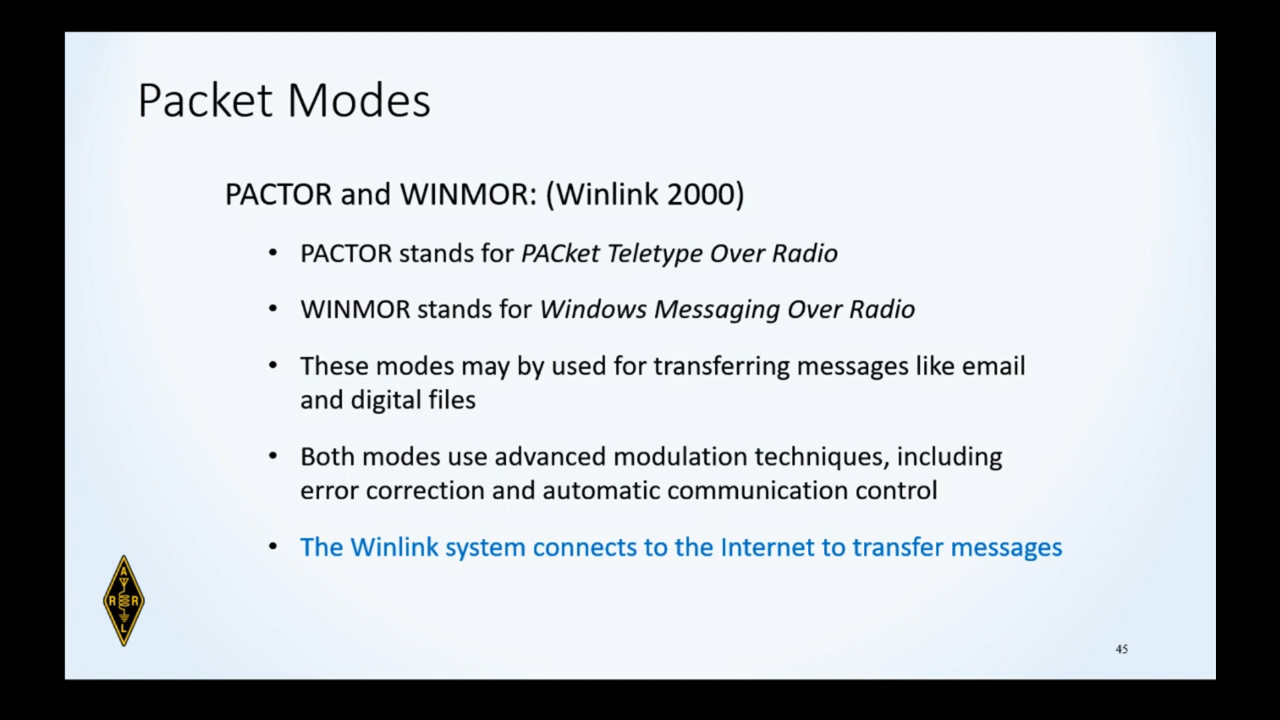 Packet Modes
PACTOR and WINMOR: (Winlink 2000)
• PACTOR stands for PACket Teletype Over Radio
• WINMOR stands for Windows Messaging Over Radio
• These modes may by used for transferring messages like email
and digital files
• Both modes use advanced modulation techniques, including
error correction and automatic communication control
• The Winlink system connects to the Internet to transfer messages
A
R R
L
45